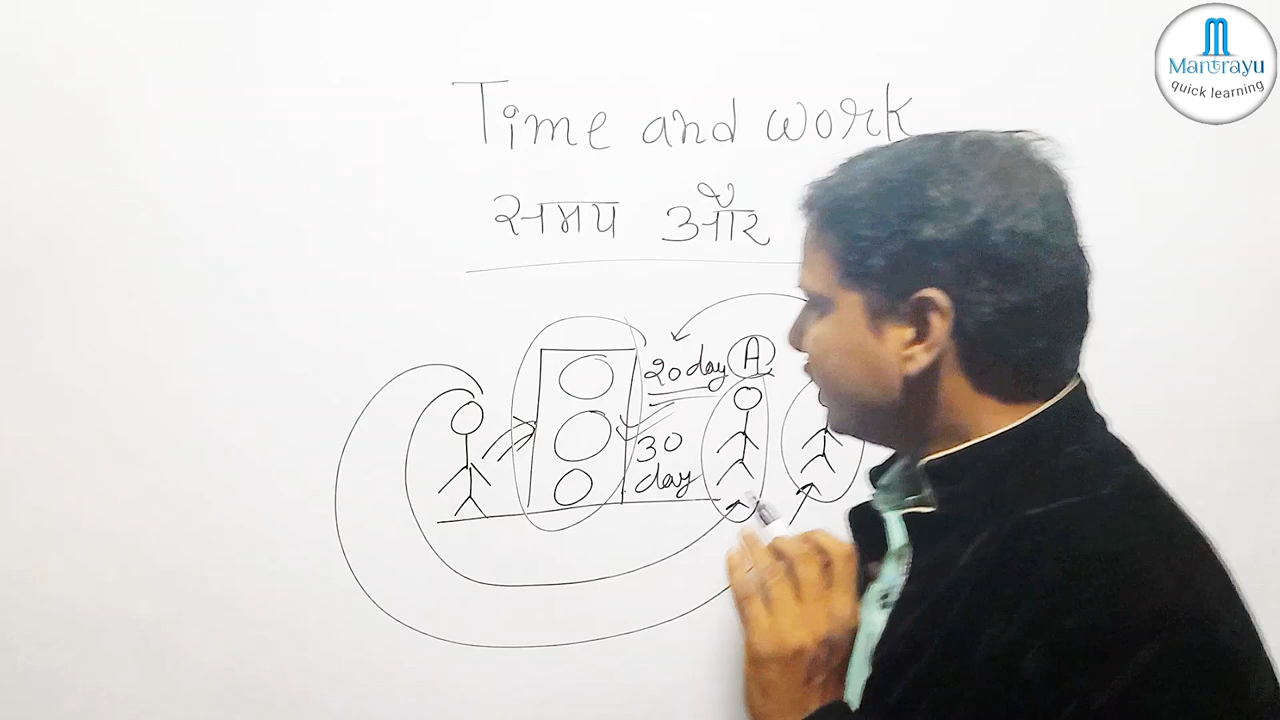 Time and work
समय और
20 day A
30
day
Mantrayu
quick learning